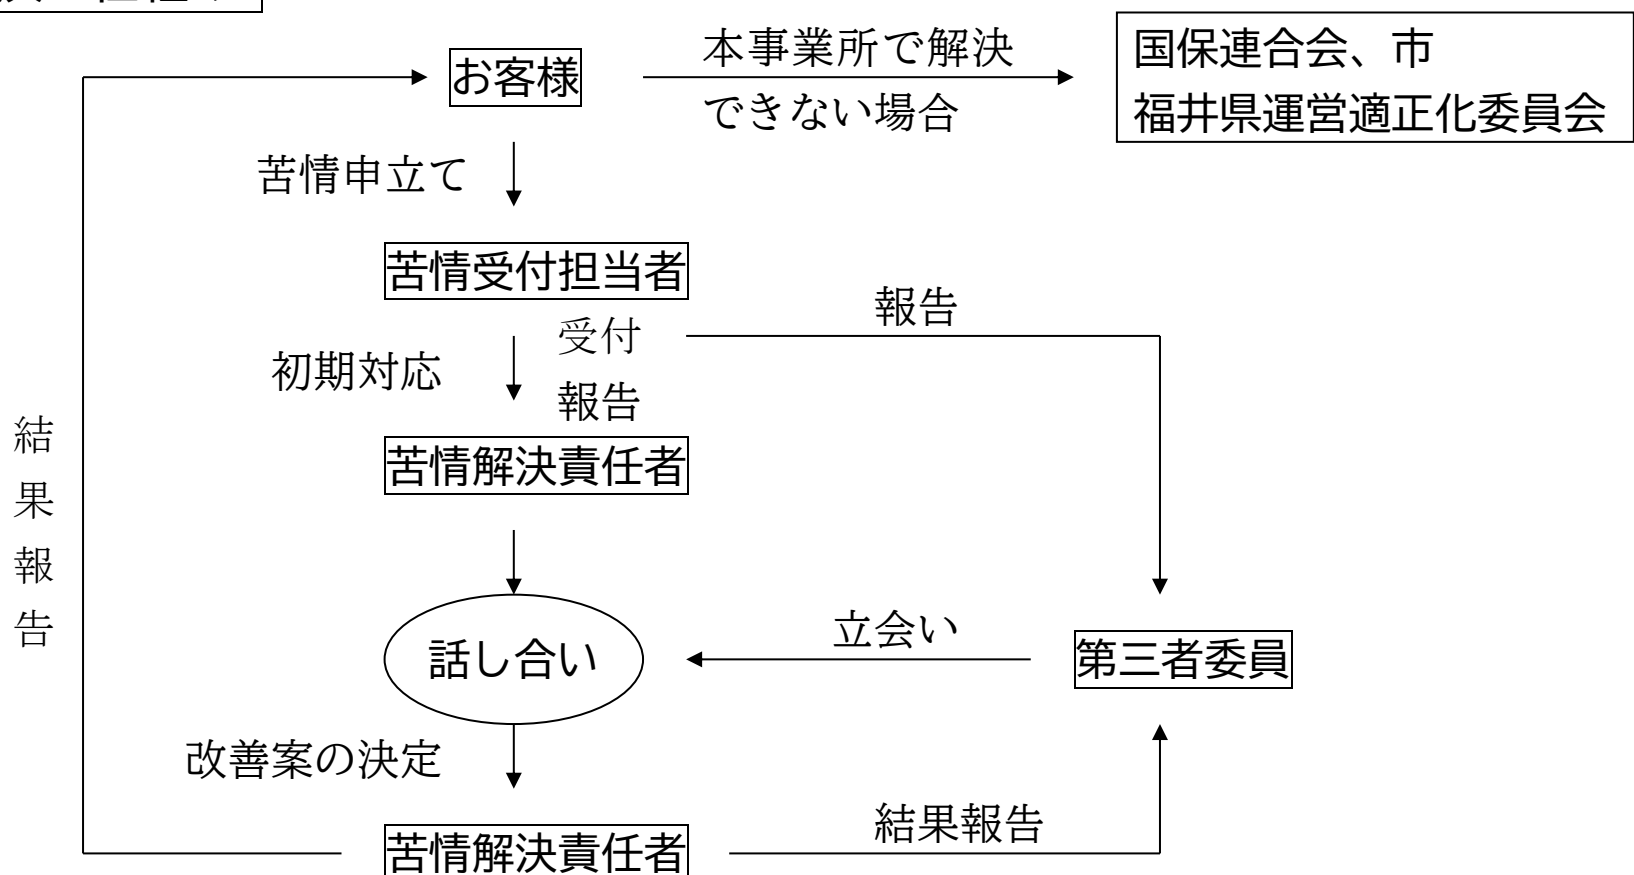 お客様
本事業所で解決
できない場合
国保連合会、市
福井県運営適正化委員会
苦情申立て
苦情受付担当者
初期対応
受付
報告
報告
苦情解決責任者
結果報告
話し合い
立会い
第三者委員
改善案の決定
苦情解決責任者
結果報告